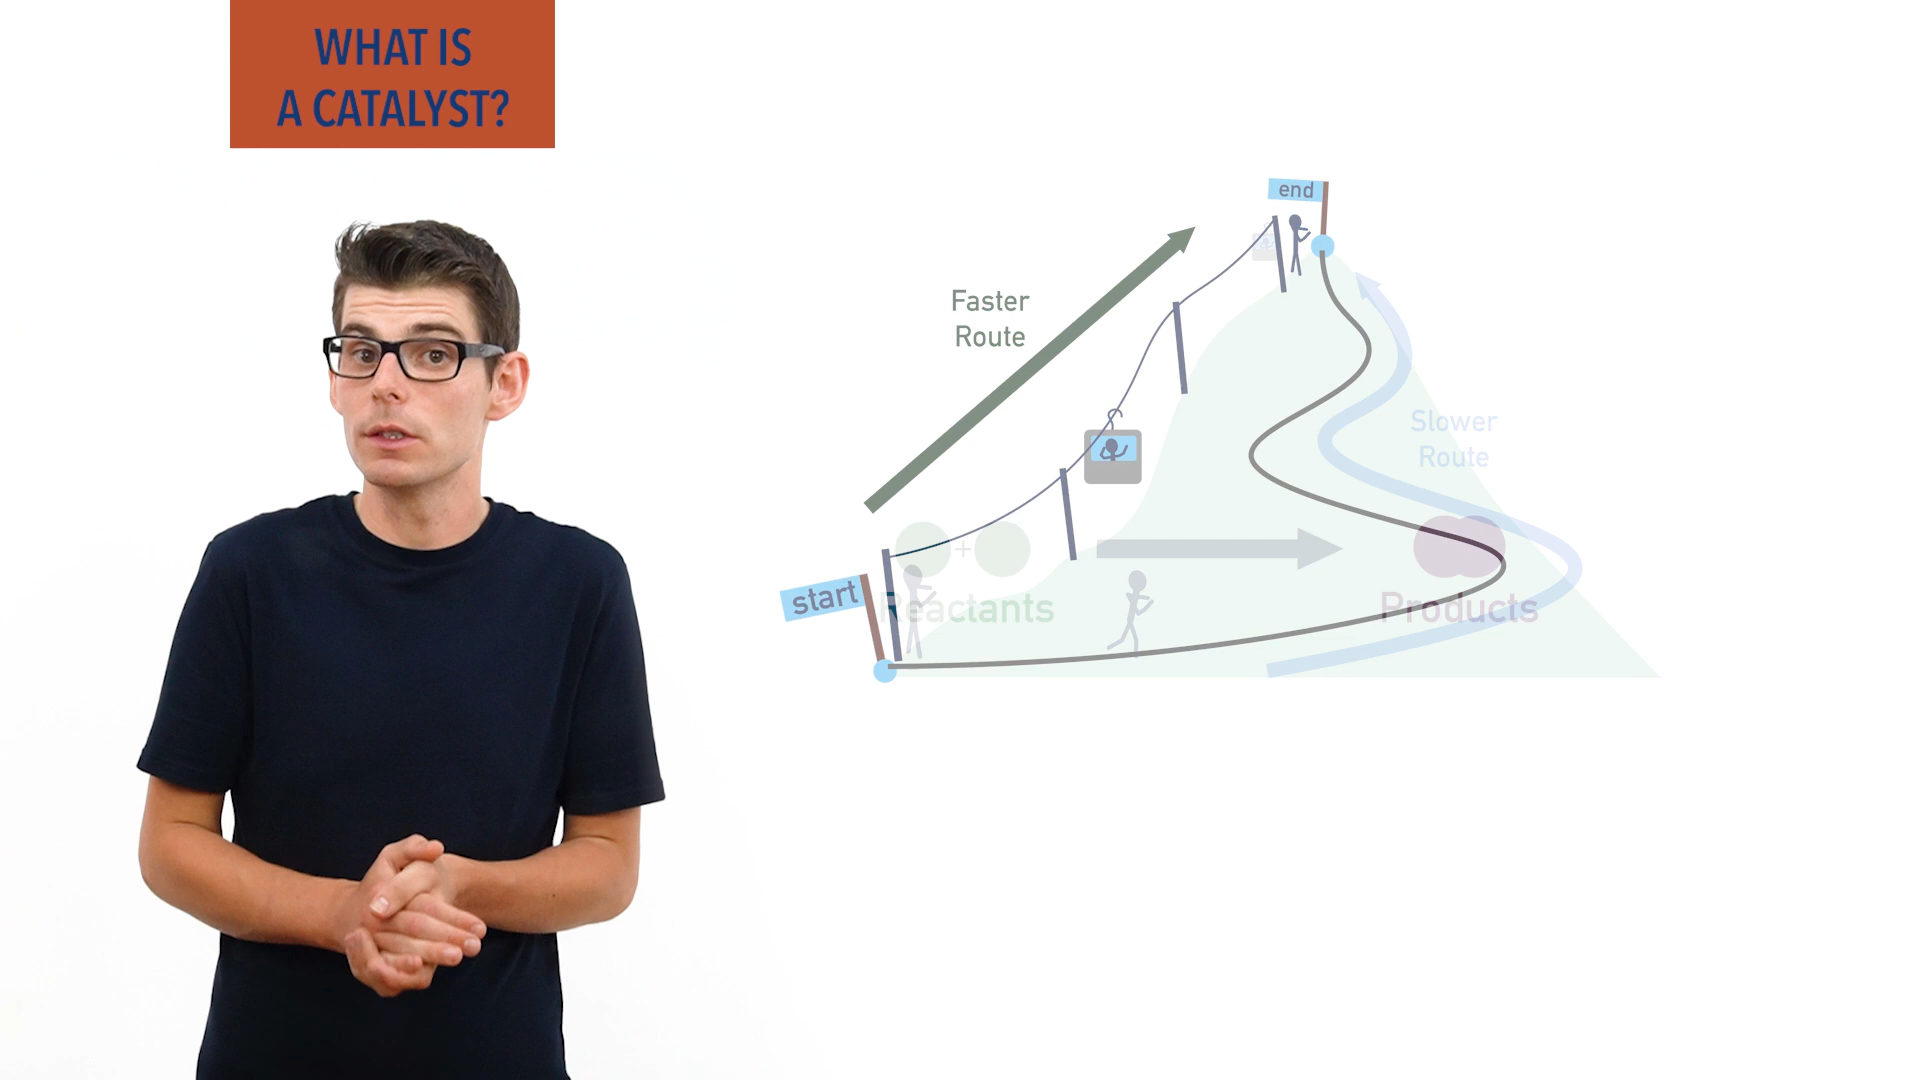 WHAT IS
A CATALYST?
end
Faster
Route
Slower
Route
+
start
Reactants
Products